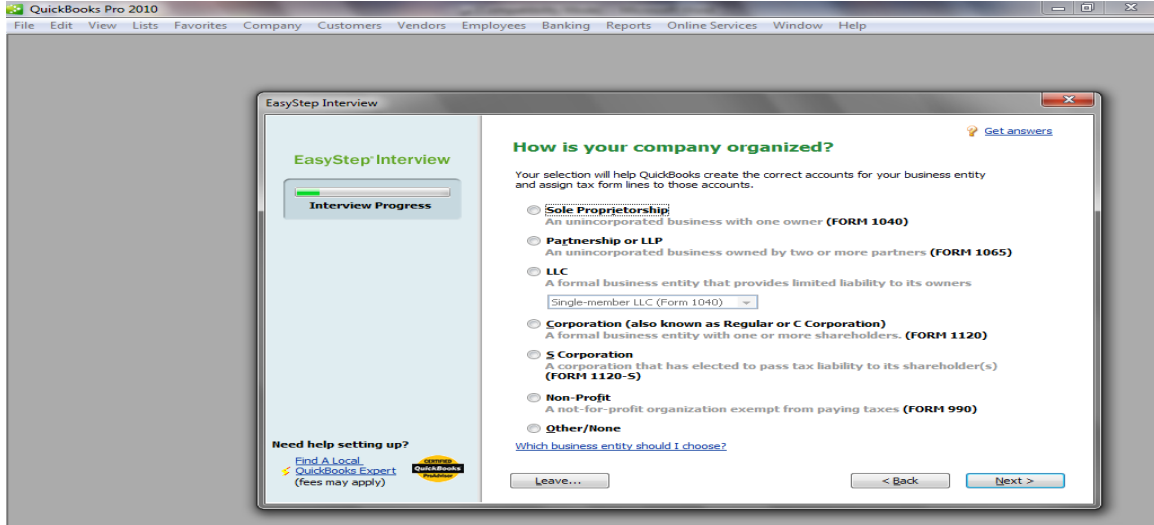 QuickBooks Pro 2010
File Edit View Lists Favorites Company Customers Vendors Employees Banking Reports Online Services Window Help
EasyStep Interview
Get answers
EasyStep Interview
Interview Progress
How is your company organized?
Your selection will help QuickBooks create the correct accounts for your business entity
and assign tax form lines to those accounts.
Sole Proprietorship
An unincorporated business with one owner (FORM 1040)
Partnership or LLP
An unincorporated business owned by two or more partners (FORM 1065)
LLC
A formal business entity that provides limited liability to its owners
Single-member LLC (Form 1040)
Corporation (also known as Regular or C Corporation)
A formal business entity with one or more shareholders. (FORM 1120)
S Corporation
A corporation that has elected to pass tax liability to its shareholder(s)
(FORM 1120-S)
Non-Profit
A not-for-profit organization exempt from paying taxes (FORM 990)
Other/None
Which business entity should I choose?
Need help setting up?
Find A Local
QuickBooks Expert
(fees may apply)
CERTIFIED
QuickBooks
ProAdvisor
Leave...
< Back
Next >